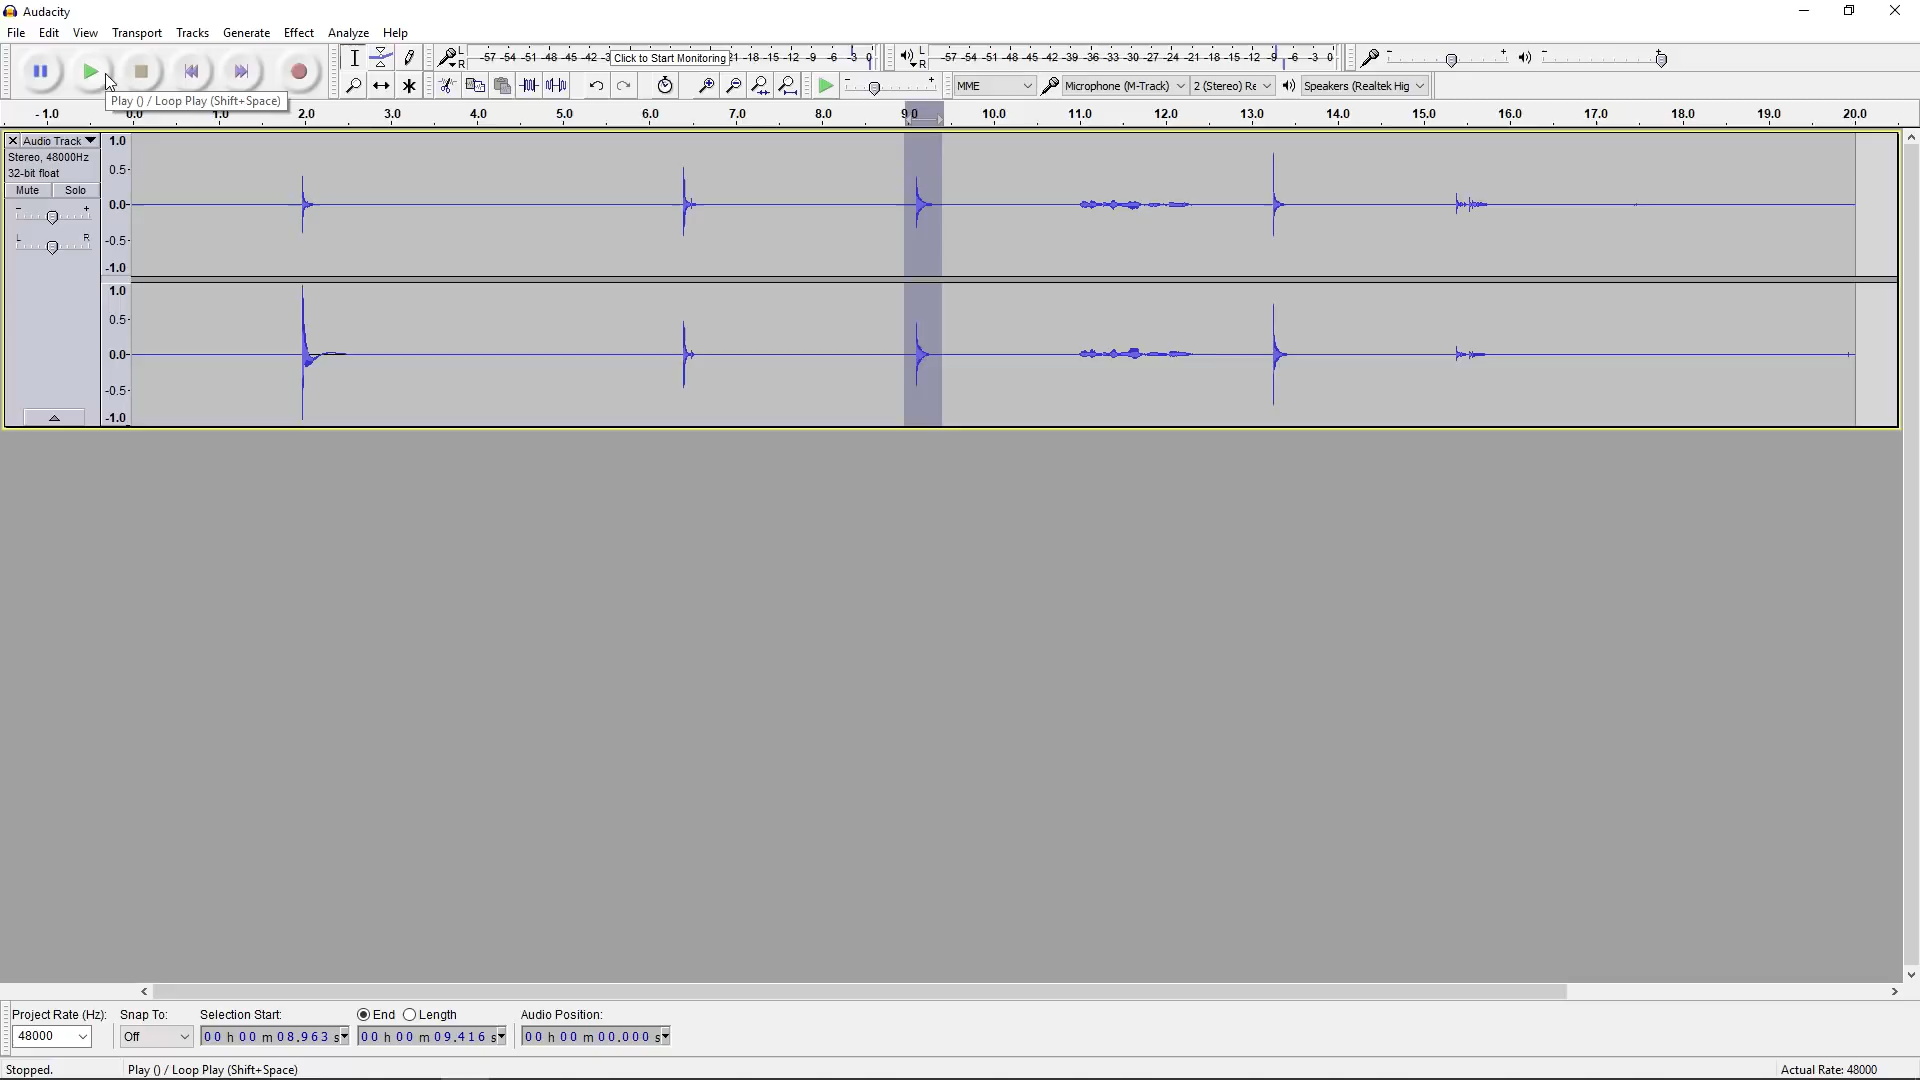 Audacity
File Edit View Transport Tracks Generate Effect Analyze Help
L R -57 -54 -51 -48 -45 -42 -3 Click to Start Monitoring 21 -18 -15 -12 -9 -6 -3 0
L R -57 -54 -51 -48 -45 -42 -39 -36 -33 -30 -27 -24 -21 -18 -15 -12 -9 -6 -3 0
Play () / Loop Play (Shift+Space)
MME Microphone (M-Track) 2 (Stereo) Re Speakers (Realtek Hig
-1.0 0.0 1.0 2.0 3.0 4.0 5.0 6.0 7.0 8.0 9.0 10.0 11.0 12.0 13.0 14.0 15.0 16.0 17.0 18.0 19.0 20.0
Audio Track
Stereo, 48000Hz
32-bit float
Mute Solo
- +
L R
1.0
0.5
0.0
-0.5
-1.0
1.0
0.5
0.0
-0.5
-1.0
Project Rate (Hz): Snap To: Selection Start: End Length Audio Position:
48000 Off 00 h 00 m 08.963 s 00 h 00 m 09.416 s 00 h 00 m 00.000 s
Stopped. Play () / Loop Play (Shift+Space) Actual Rate: 48000